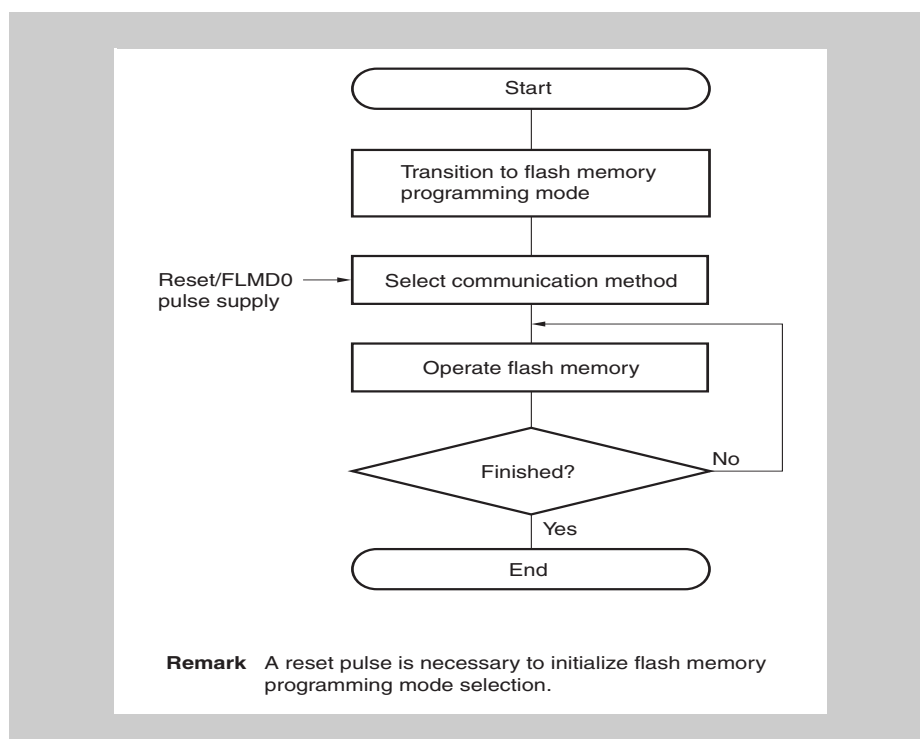 Start
Transition to flash memory
programming mode
Reset/FLMD0
pulse supply
Select communication method
Operate flash memory
Finished?
No
Yes
End
Remark A reset pulse is necessary to initialize flash memory
programming mode selection.